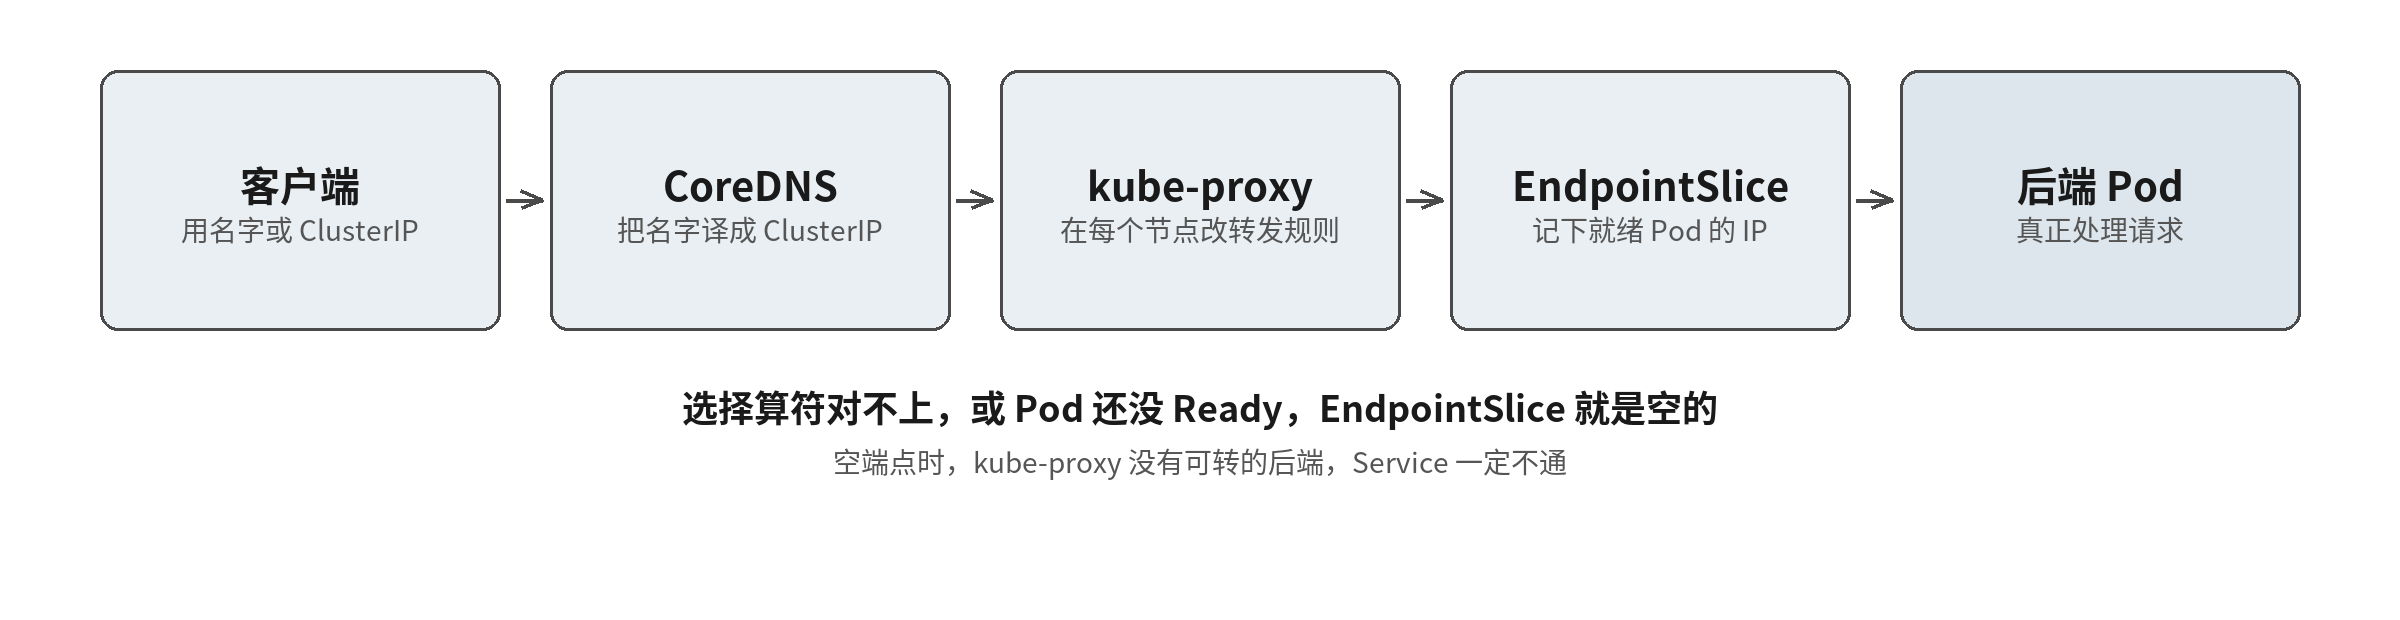 客户端
用名字或 ClusterIP
CoreDNS
把名字译成 ClusterIP
kube-proxy
在每个节点改转发规则
EndpointSlice
记下就绪 Pod 的 IP
后端 Pod
真正处理请求
选择算符对不上，或 Pod 还没 Ready，EndpointSlice 就是空的
空端点时，kube-proxy 没有可转的后端，Service 一定不通